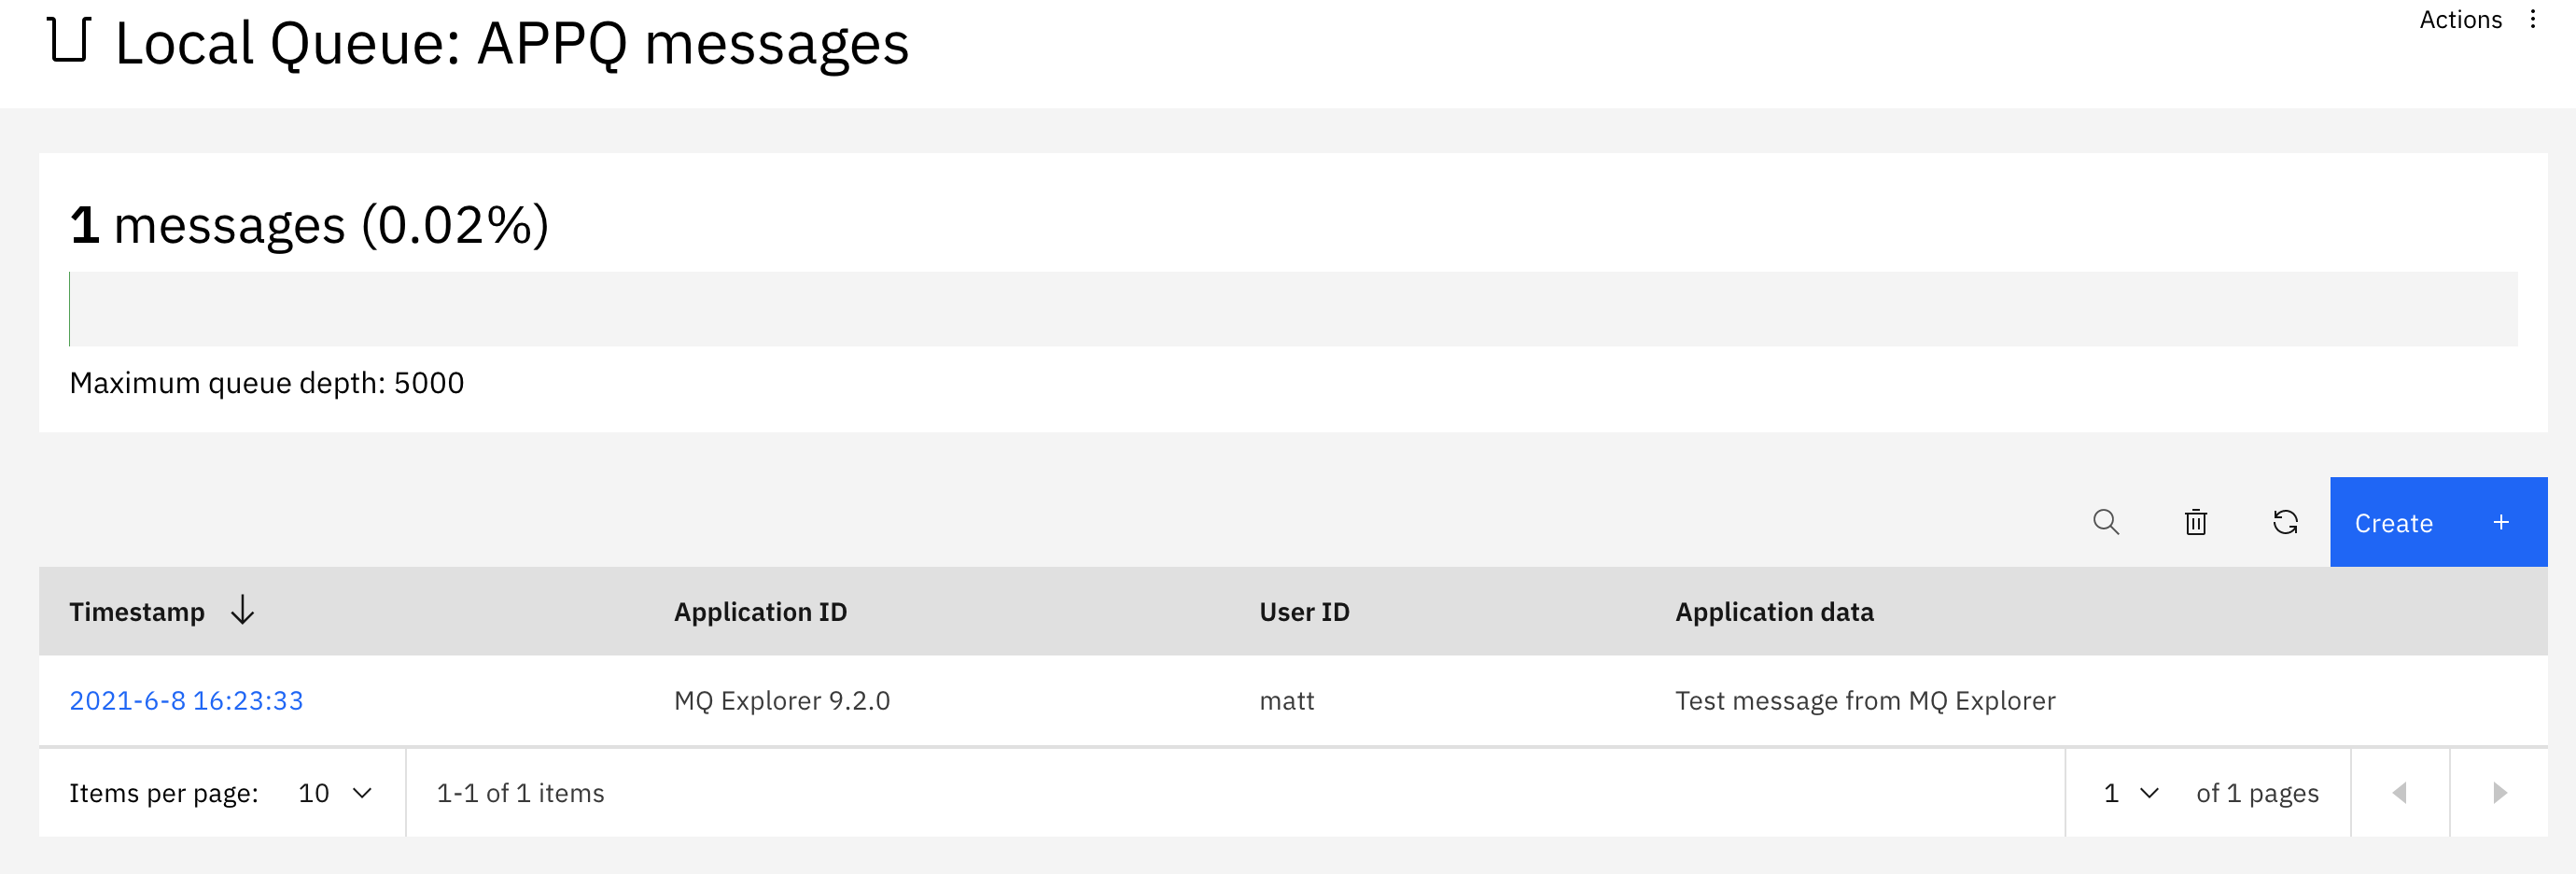 Local Queue: APPQ messages
Actions
1 messages (0.02%)
Maximum queue depth: 5000
Create +
Timestamp Application ID User ID Application data
2021-6-8 16:23:33 MQ Explorer 9.2.0 matt Test message from MQ Explorer
Items per page: 10 1-1 of 1 items 1 of 1 pages